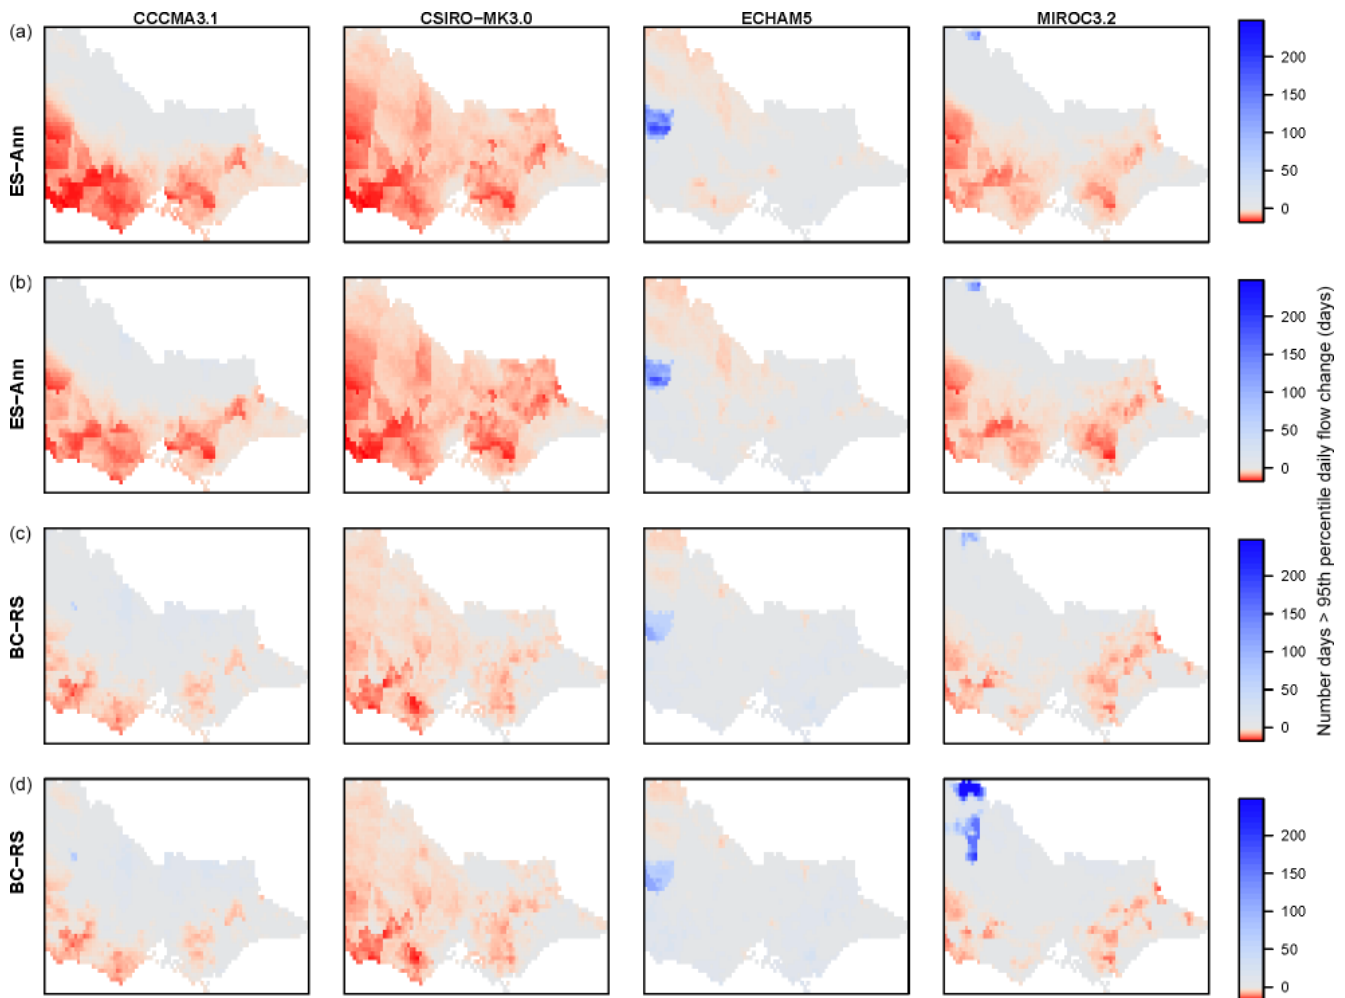 CCCMA3.1 CSIRO−MK3.0 ECHAM5 MIROC3.2
(a)
ES−Ann
200
150
100
50
0
(b)
ES−Ann
200
150
100
50
0
(c)
BC−RS
200
150
100
50
0
(d)
BC−RS
200
150
100
50
0
Number days > 95th percentile daily flow change (days)